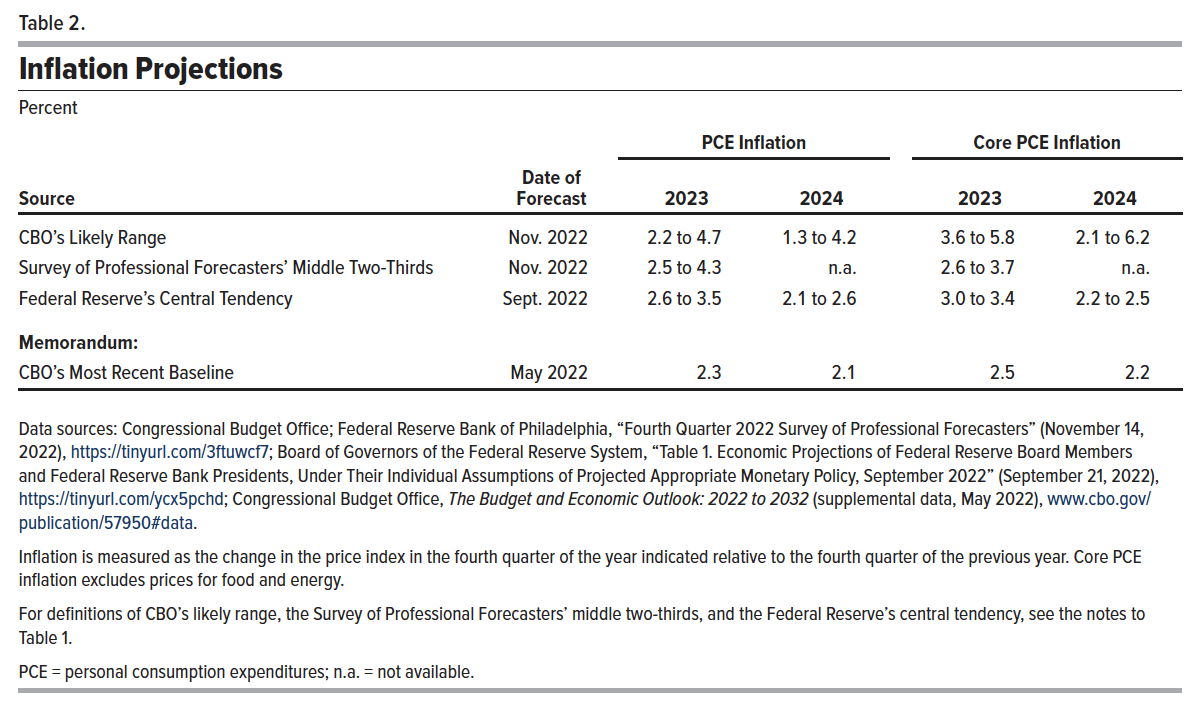 Table 2.
Inflation Projections
Percent
PCE Inflation Core PCE Inflation
Date of
Source Forecast 2023 2024 2023 2024
CBO’s Likely Range Nov. 2022 2.2 to 4.7 1.3 to 4.2 3.6 to 5.8 2.1 to 6.2
Survey of Professional Forecasters’ Middle Two-Thirds Nov. 2022 2.5 to 4.3 n.a. 2.6 to 3.7 n.a.
Federal Reserve’s Central Tendency Sept. 2022 2.6 to 3.5 2.1 to 2.6 3.0 to 3.4 2.2 to 2.5
Memorandum:
CBO’s Most Recent Baseline May 2022 2.3 2.1 2.5 2.2
Data sources: Congressional Budget Office; Federal Reserve Bank of Philadelphia, “Fourth Quarter 2022 Survey of Professional Forecasters” (November 14,
2022), https://tinyurl.com/3ftuwcf7; Board of Governors of the Federal Reserve System, “Table 1. Economic Projections of Federal Reserve Board Members
and Federal Reserve Bank Presidents, Under Their Individual Assumptions of Projected Appropriate Monetary Policy, September 2022” (September 21, 2022),
https://tinyurl.com/ycx5pchd; Congressional Budget Office, The Budget and Economic Outlook: 2022 to 2032 (supplemental data, May 2022), www.cbo.gov/
publication/57950#data.
Inflation is measured as the change in the price index in the fourth quarter of the year indicated relative to the fourth quarter of the previous year. Core PCE
inflation excludes prices for food and energy.
For definitions of CBO’s likely range, the Survey of Professional Forecasters’ middle two-thirds, and the Federal Reserve’s central tendency, see the notes to
Table 1.
PCE = personal consumption expenditures; n.a. = not available.